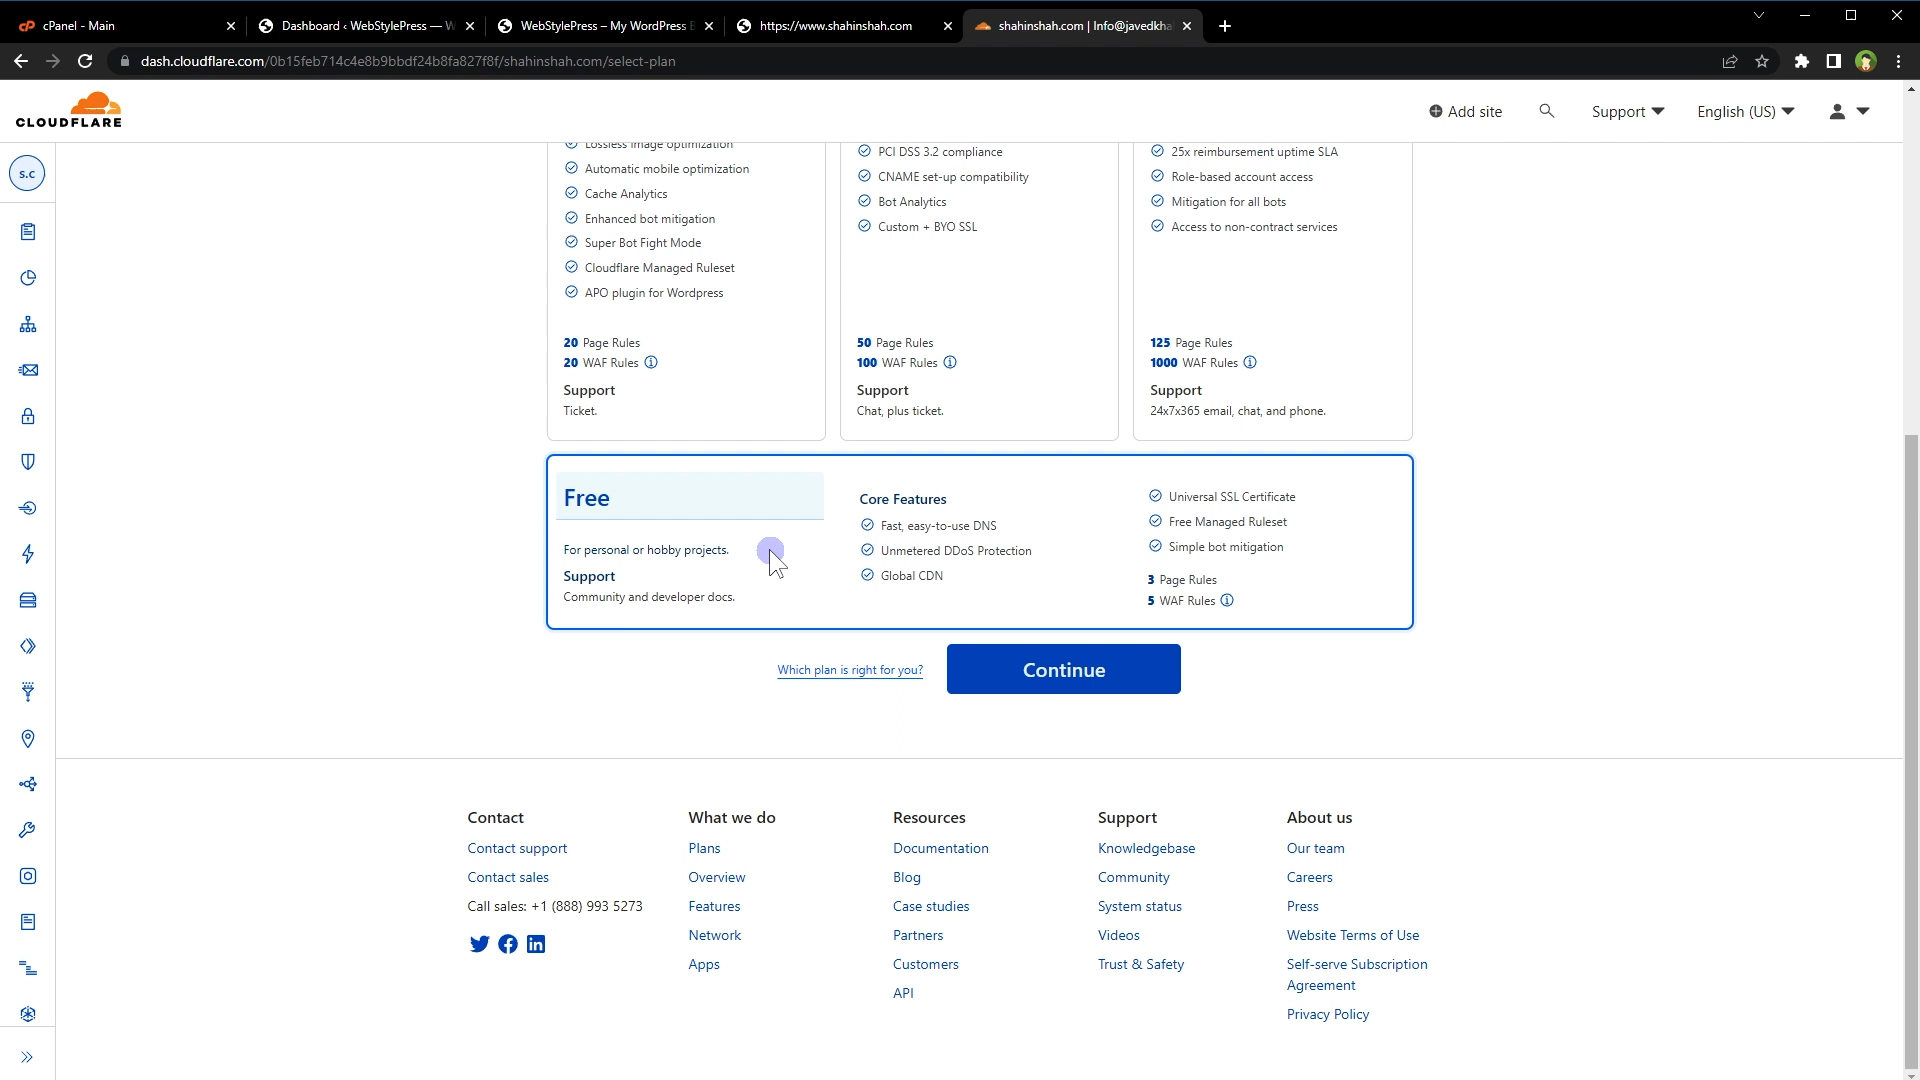 cPanel - Main
Dashboard ‹ WebStylePress — W
WebStylePress – My WordPress B
https://www.shahinshah.com
shahinshah.com | Info@javedkha
dash.cloudflare.com/0b15feb714c4e8b9bbdf24b8fa827f8f/shahinshah.com/select-plan
CLOUDFLARE
Add site
Support
English (US)
s.c
Lossless image optimization
Automatic mobile optimization
Cache Analytics
Enhanced bot mitigation
Super Bot Fight Mode
Cloudflare Managed Ruleset
APO plugin for Wordpress
20 Page Rules
20 WAF Rules
Support
Ticket.
PCI DSS 3.2 compliance
CNAME set-up compatibility
Bot Analytics
Custom + BYO SSL
50 Page Rules
100 WAF Rules
Support
Chat, plus ticket.
25x reimbursement uptime SLA
Role-based account access
Mitigation for all bots
Access to non-contract services
125 Page Rules
1000 WAF Rules
Support
24x7x365 email, chat, and phone.
Free
For personal or hobby projects.
Support
Community and developer docs.
Core Features
Fast, easy-to-use DNS
Unmetered DDoS Protection
Global CDN
Universal SSL Certificate
Free Managed Ruleset
Simple bot mitigation
3 Page Rules
5 WAF Rules
Which plan is right for you?
Continue
Contact
Contact support
Contact sales
Call sales: +1 (888) 993 5273
What we do
Plans
Overview
Features
Network
Apps
Resources
Documentation
Blog
Case studies
Partners
Customers
API
Support
Knowledgebase
Community
System status
Videos
Trust & Safety
About us
Our team
Careers
Press
Website Terms of Use
Self-serve Subscription
Agreement
Privacy Policy